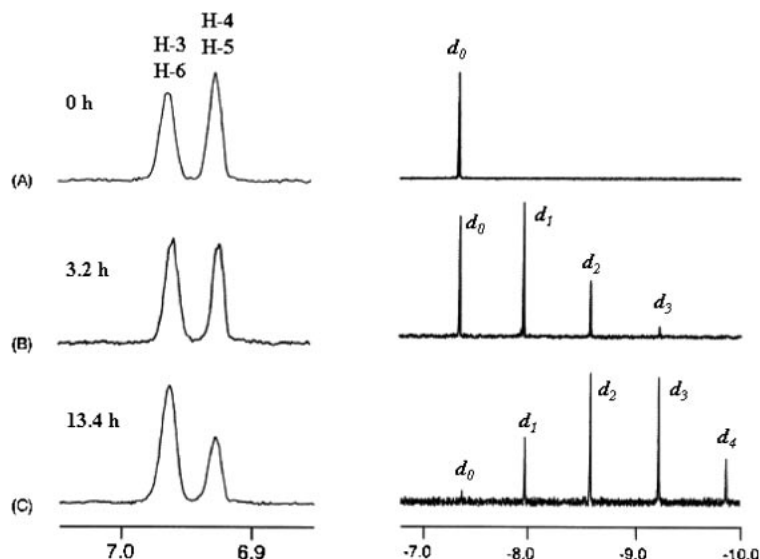 H-3
H-6
H-4
H-5
d₀
0 h
(A)
3.2 h
d₀
d₁
d₂
d₃
(B)
13.4 h
d₀
d₁
d₂
d₃
d₄
(C)
7.0 6.9
-7.0 -8.0 -9.0 -10.0